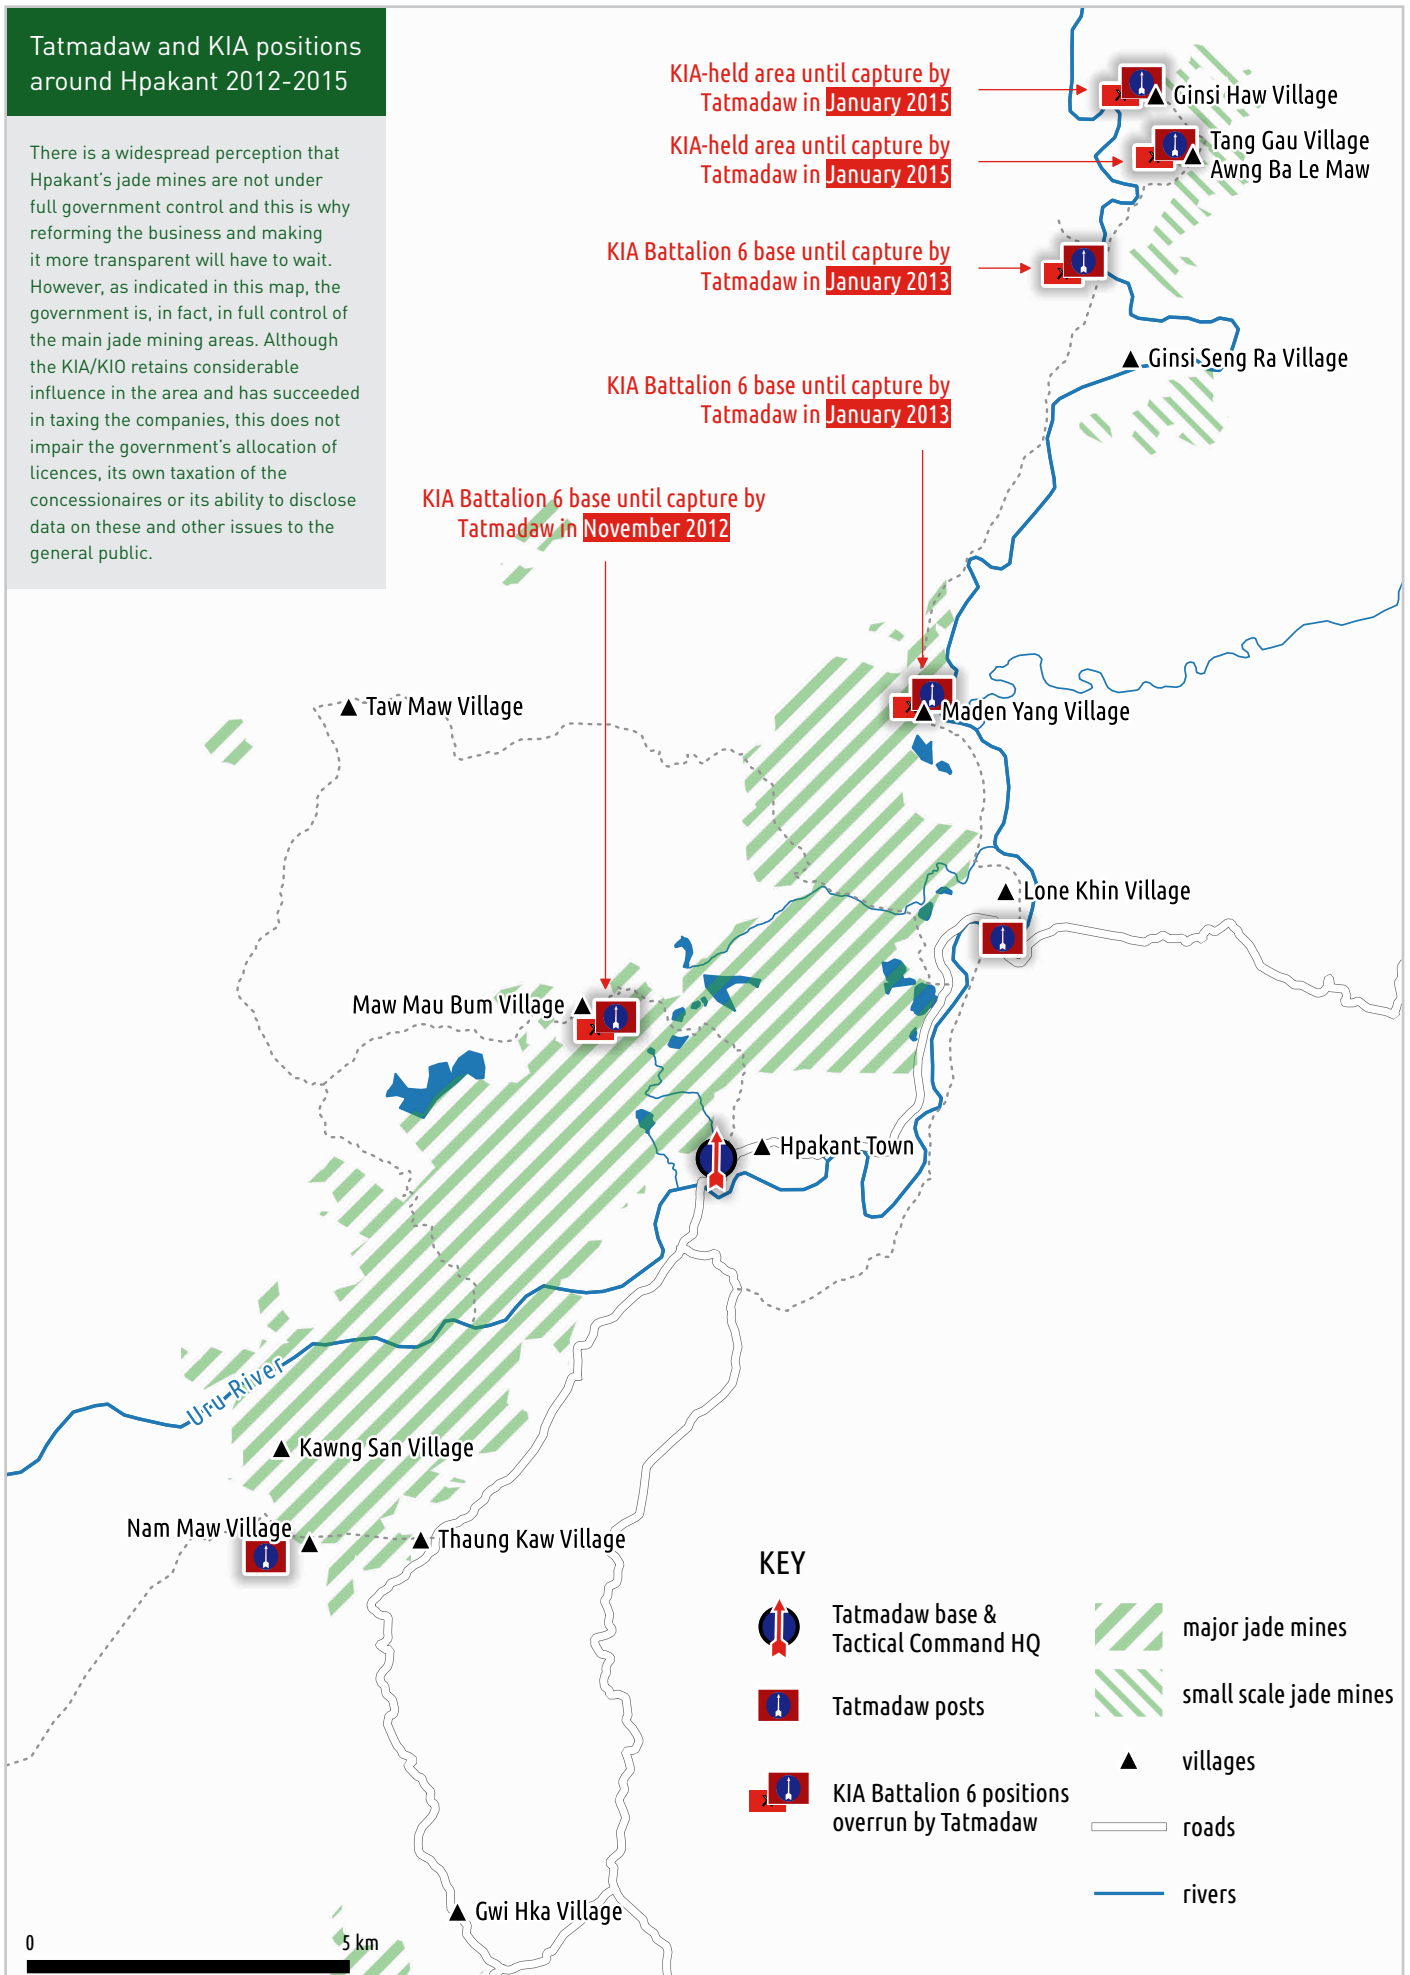 Tatmadaw and KIA positions
around Hpakant 2012-2015
There is a widespread perception that
Hpakant's jade mines are not under
full government control and this is why
reforming the business and making
it more transparent will have to wait.
However, as indicated in this map, the
government is, in fact, in full control of
the main jade mining areas. Although
the KIA/KIO retains considerable
influence in the area and has succeeded
in taxing the companies, this does not
impair the government's allocation of
licences, its own taxation of the
concessionaires or its ability to disclose
data on these and other issues to the
general public.
KIA-held area until capture by
Tatmadaw in January 2015
Ginsi Haw Village
KIA-held area until capture by
Tatmadaw in January 2015
Tang Gau Village
Awng Ba Le Maw
KIA Battalion 6 base until capture by
Tatmadaw in January 2013
Ginsi Seng Ra Village
KIA Battalion 6 base until capture by
Tatmadaw in January 2013
KIA Battalion 6 base until capture by
Tatmadaw in November 2012
Taw Maw Village
Maden Yang Village
Lone Khin Village
Maw Mau Bum Village
Hpakant Town
Uru River
Kawng San Village
Nam Maw Village
Thaung Kaw Village
Gwi Hka Village
0 5 km
KEY
Tatmadaw base &
Tactical Command HQ
Tatmadaw posts
KIA Battalion 6 positions
overrun by Tatmadaw
major jade mines
small scale jade mines
villages
roads
rivers